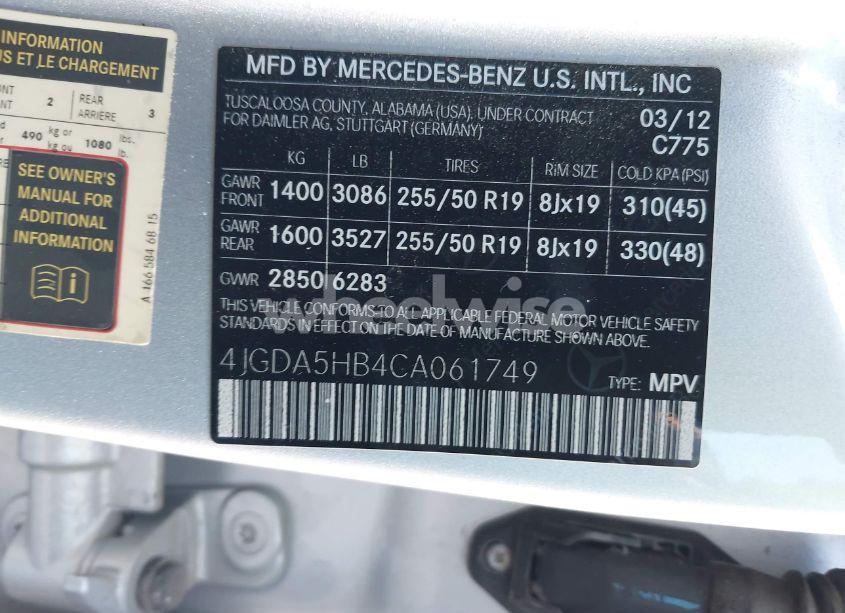 INFORMATION
US ET LE CHARGEMENT
2 REAR ARRIÈRE 3
490 kg or kg ou 1080 lbs. lb.
SEE OWNER'S
MANUAL FOR
ADDITIONAL
INFORMATION
A 166 584 68 15
MFD BY MERCEDES-BENZ U.S. INTL., INC
TUSCALOOSA COUNTY, ALABAMA (USA). UNDER CONTRACT
FOR DAIMLER AG, STUTTGART (GERMANY)
03/12
C775
KG LB TIRES RIM SIZE COLD KPA (PSI)
GAWR FRONT 1400 3086 255/50 R19 8Jx19 310(45)
GAWR REAR 1600 3527 255/50 R19 8Jx19 330(48)
GVWR 2850 6283
THIS VEHICLE CONFORMS TO ALL APPLICABLE FEDERAL MOTOR VEHICLE SAFETY
STANDARDS IN EFFECT ON THE DATE OF MANUFACTURE SHOWN ABOVE.
4JGDA5HB4CA061749
TYPE: MPV
wheelwise